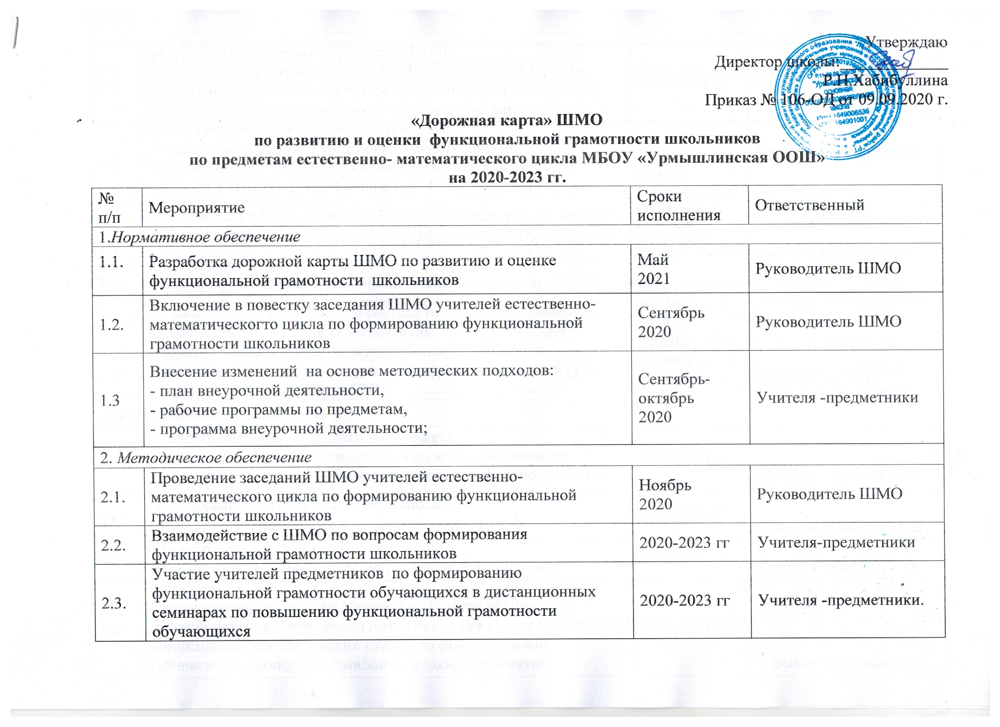 Утверждаю
Директор школы:
Р.Н.Хабибуллина
Приказ № 106-ОД от 09.09.2020 г.
"Урмышлинская
основная
общеобразовательная
школа"
«Дорожная карта» ШМО
по развитию и оценки функциональной грамотности школьников
по предметам естественно- математического цикла МБОУ «Урмышлинская ООШ»
на 2020-2023 гг.
№
п/п
Мероприятие
Сроки
исполнения
Ответственный
1.Нормативное обеспечение
1.1.
Разработка дорожной карты ШМО по развитию и оценке
функциональной грамотности школьников
Май
2021
Руководитель ШМО
1.2.
Включение в повестку заседания ШМО учителей естественно-
математическогто цикла по формированию функциональной
грамотности школьников
Сентябрь
2020
Руководитель ШМО
1.3
Внесение изменений на основе методических подходов:
- план внеурочной деятельности,
- рабочие программы по предметам,
- программа внеурочной деятельности;
Сентябрь-
октябрь
2020
Учителя -предметники
2. Методическое обеспечение
2.1.
Проведение заседаний ШМО учителей естественно-
математического цикла по формированию функциональной
грамотности школьников
Ноябрь
2020
Руководитель ШМО
2.2.
Взаимодействие с ШМО по вопросам формирования
функциональной грамотности школьников
2020-2023 гг
Учителя-предметники
2.3.
Участие учителей предметников по формированию
функциональной грамотности обучающихся в дистанционных
семинарах по повышению функциональной грамотности
обучающихся
2020-2023 гг
Учителя -предметники.